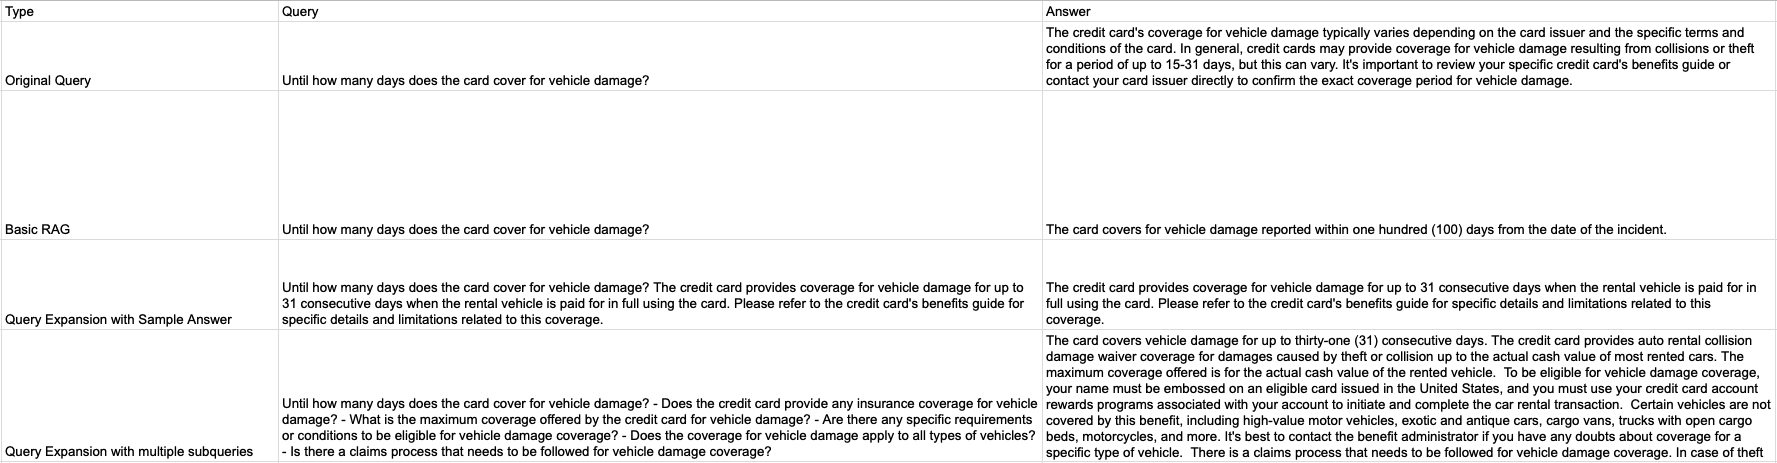 Type
Query
Answer
Original Query
Until how many days does the card cover for vehicle damage?
The credit card's coverage for vehicle damage typically varies depending on the card issuer and the specific terms and
conditions of the card. In general, credit cards may provide coverage for vehicle damage resulting from collisions or theft
for a period of up to 15-31 days, but this can vary. It's important to review your specific credit card's benefits guide or
contact your card issuer directly to confirm the exact coverage period for vehicle damage.
Basic RAG
Until how many days does the card cover for vehicle damage?
The card covers for vehicle damage reported within one hundred (100) days from the date of the incident.
Query Expansion with Sample Answer
Until how many days does the card cover for vehicle damage? The credit card provides coverage for vehicle damage for up to
31 consecutive days when the rental vehicle is paid for in full using the card. Please refer to the credit card's benefits guide for
specific details and limitations related to this coverage.
The credit card provides coverage for vehicle damage for up to 31 consecutive days when the rental vehicle is paid for in
full using the card. Please refer to the credit card's benefits guide for specific details and limitations related to this
coverage.
Query Expansion with multiple subqueries
Until how many days does the card cover for vehicle damage? - Does the credit card provide any insurance coverage for vehicle
damage? - What is the maximum coverage offered by the credit card for vehicle damage? - Are there any specific requirements
or conditions to be eligible for vehicle damage coverage? - Does the coverage for vehicle damage apply to all types of vehicles?
- Is there a claims process that needs to be followed for vehicle damage coverage?
The card covers vehicle damage for up to thirty-one (31) consecutive days. The credit card provides auto rental collision
damage waiver coverage for damages caused by theft or collision up to the actual cash value of most rented cars. The
maximum coverage offered is for the actual cash value of the rented vehicle. To be eligible for vehicle damage coverage,
your name must be embossed on an eligible card issued in the United States, and you must use your credit card account
rewards programs associated with your account to initiate and complete the car rental transaction. Certain vehicles are not
covered by this benefit, including high-value motor vehicles, exotic and antique cars, cargo vans, trucks with open cargo
beds, motorcycles, and more. It's best to contact the benefit administrator if you have any doubts about coverage for a
specific type of vehicle. There is a claims process that needs to be followed for vehicle damage coverage. In case of theft